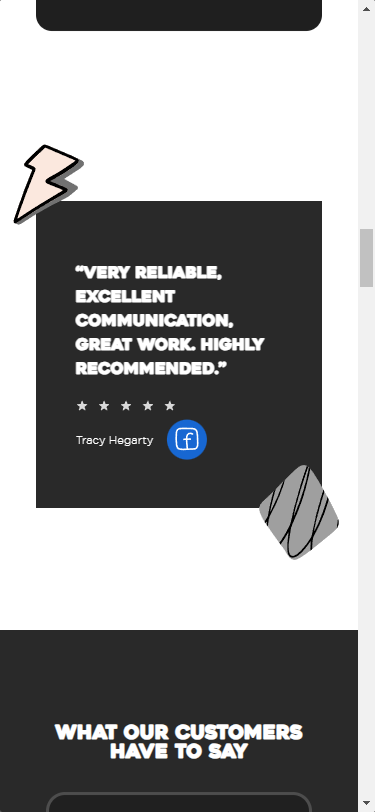 “VERY RELIABLE,
EXCELLENT
COMMUNICATION,
GREAT WORK. HIGHLY
RECOMMENDED.”
Tracy Hegarty
WHAT OUR CUSTOMERS
HAVE TO SAY